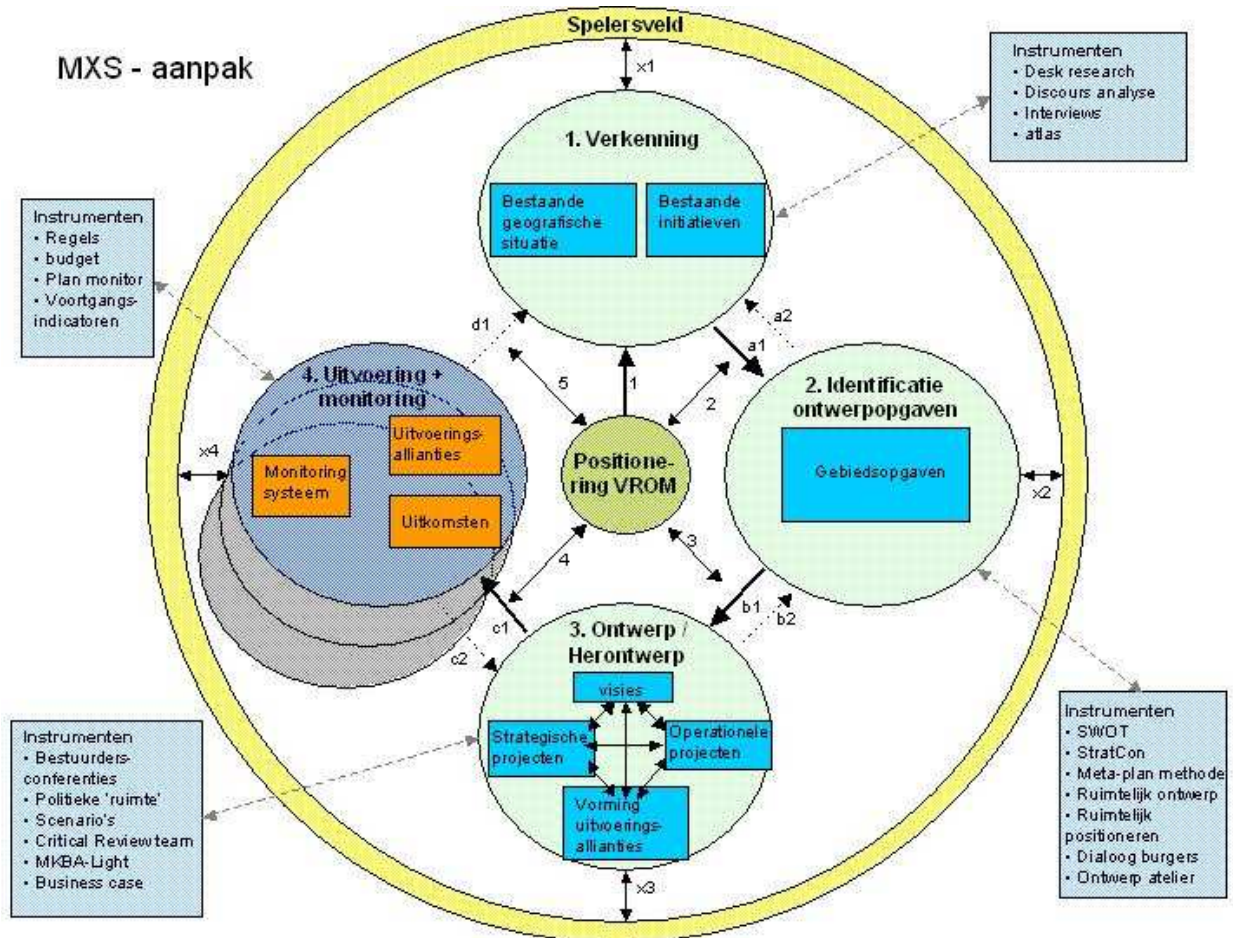 Spelersveld
MXS - aanpak
x1
Instrumenten
• Desk research
• Discours analyse
• Interviews
• atlas
1. Verkenning
Bestaande
geografische
situatie
Bestaande
initiatieven
Instrumenten
• Regels
• budget
• Plan monitor
• Voortgangs-
indicatoren
d1
a2
a1
5
1
2
4. Uitvoering +
monitoring
Uitvoerings-
allianties
Monitoring
systeem
Uitkomsten
x4
Positione-
ring VROM
2. Identificatie
ontwerpopgaven
Gebiedsopgaven
x2
4
3
c1
c2
b1
b2
3. Ontwerp /
Herontwerp
visies
Strategische
projecten
Operationele
projecten
Vorming
uitvoerings-
allianties
x3
Instrumenten
• Bestuurders-
conferenties
• Politieke 'ruimte'
• Scenario's
• Critical Review team
• MKBA-Light
• Business case
Instrumenten
• SWOT
• StratCon
• Meta-plan methode
• Ruimtelijk ontwerp
• Ruimtelijk
positioneren
• Dialoog burgers
• Ontwerp atelier